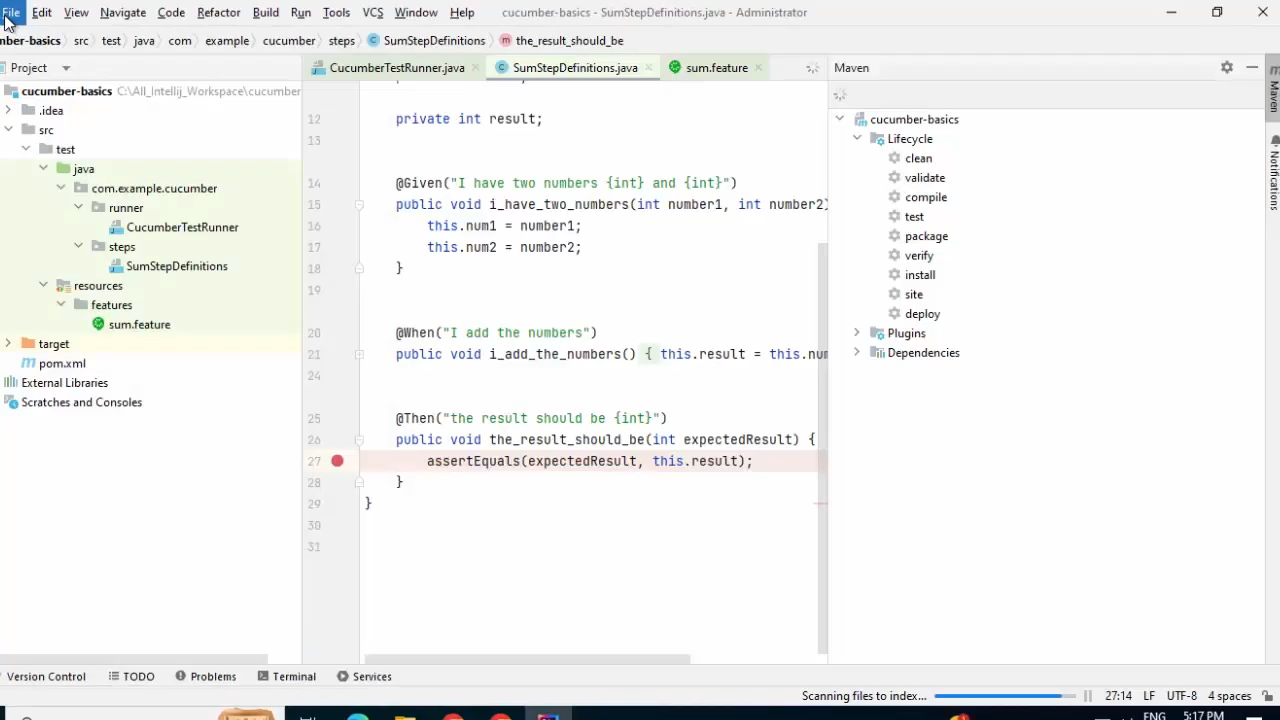 File Edit View Navigate Code Refactor Build Run Tools VCS Window Help cucumber-basics - SumStepDefinitions.java - Administrator
mber-basics src test java com example cucumber steps SumStepDefinitions the_result_should_be
Project
CucumberTestRunner.java SumStepDefinitions.java sum.feature
Maven
cucumber-basics C:\All_Intellij_Workspace\cucumber
.idea
src
test
java
com.example.cucumber
runner
CucumberTestRunner
steps
SumStepDefinitions
resources
features
sum.feature
target
pom.xml
External Libraries
Scratches and Consoles
12 private int result;
13
14 @Given("I have two numbers {int} and {int}")
15 public void i_have_two_numbers(int number1, int number2)
16 this.num1 = number1;
17 this.num2 = number2;
18 }
19
20 @When("I add the numbers")
21 public void i_add_the_numbers() { this.result = this.num
24
25 @Then("the result should be {int}")
26 public void the_result_should_be(int expectedResult) {
27 assertEquals(expectedResult, this.result);
28 }
29 }
30
31
cucumber-basics
Lifecycle
clean
validate
compile
test
package
verify
install
site
deploy
Plugins
Dependencies
Maven
Notifications
Version Control TODO Problems Terminal Services
Scanning files to index... 27:14 LF UTF-8 4 spaces
ENG 5:17 PM